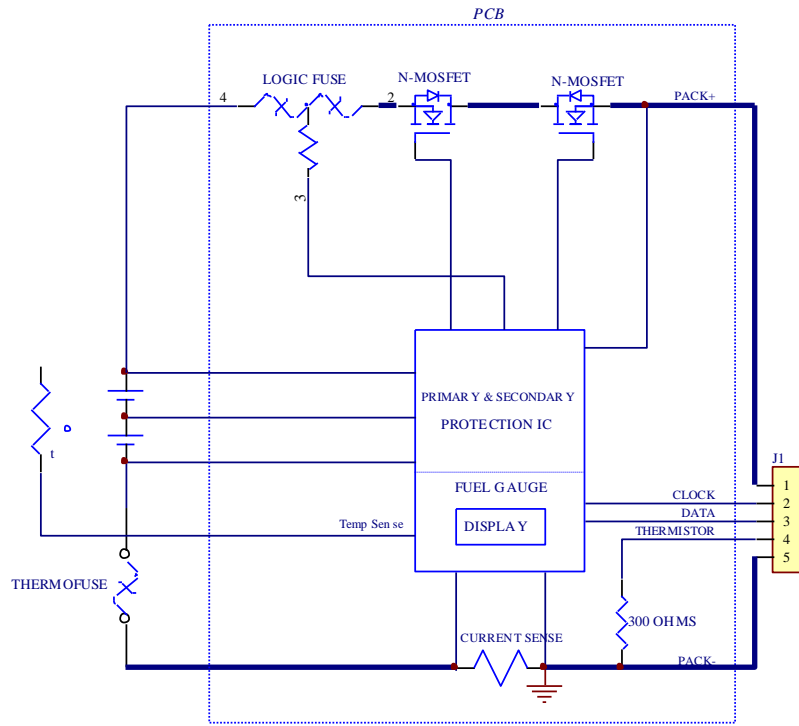 PCB
LOGIC FUSE
N-MOSFET
N-MOSFET
4
2
PACK+
3
PRIMARY & SECONDARY
PROTECTION IC
t
J1
FUEL GAUGE
1
CLOCK
2
DATA
3
Temp Sense
DISPLAY
THERMISTOR
4
5
THERMOFUSE
300 OHMS
CURRENT SENSE
PACK-